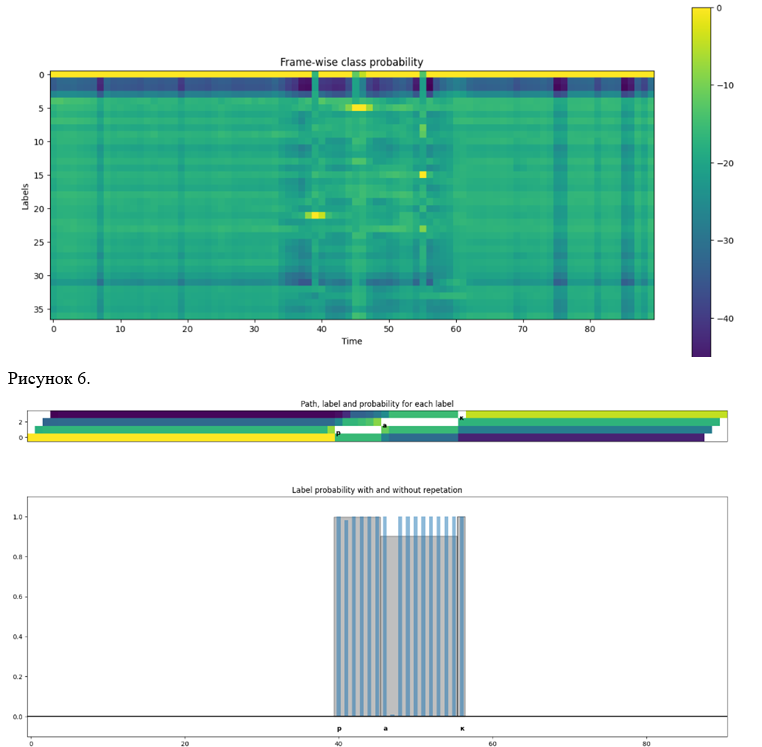 Frame-wise class probability
0
5
10
15
20
25
30
35
Labels
0 10 20 30 40 50 60 70 80
Time
0
−10
−20
−30
−40
Рисунок 6.
Path, label and probability for each label
2
0
р
а
к
Label probability with and without repetation
1.0
0.8
0.6
0.4
0.2
0.0
р а к
0 20 40 60 80